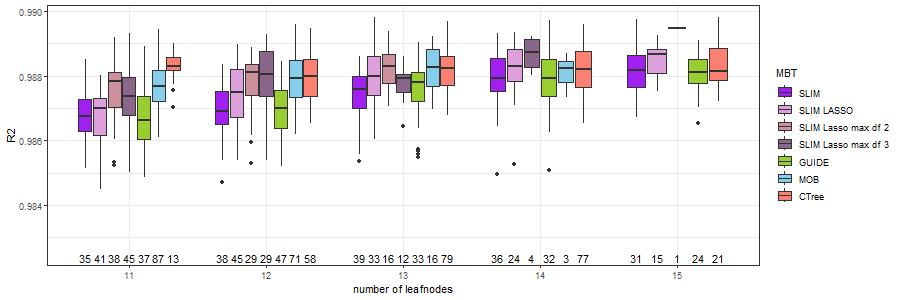 0.990
0.988
0.986
0.984
R2
35 41 38 45 37 87 13
38 45 29 29 47 71 58
39 33 16 12 33 16 79
36 24 4 32 3 77
31 15 1 24 21
11 12 13 14 15
number of leafnodes
MBT
SLIM
SLIM LASSO
SLIM Lasso max df 2
SLIM Lasso max df 3
GUIDE
MOB
CTree